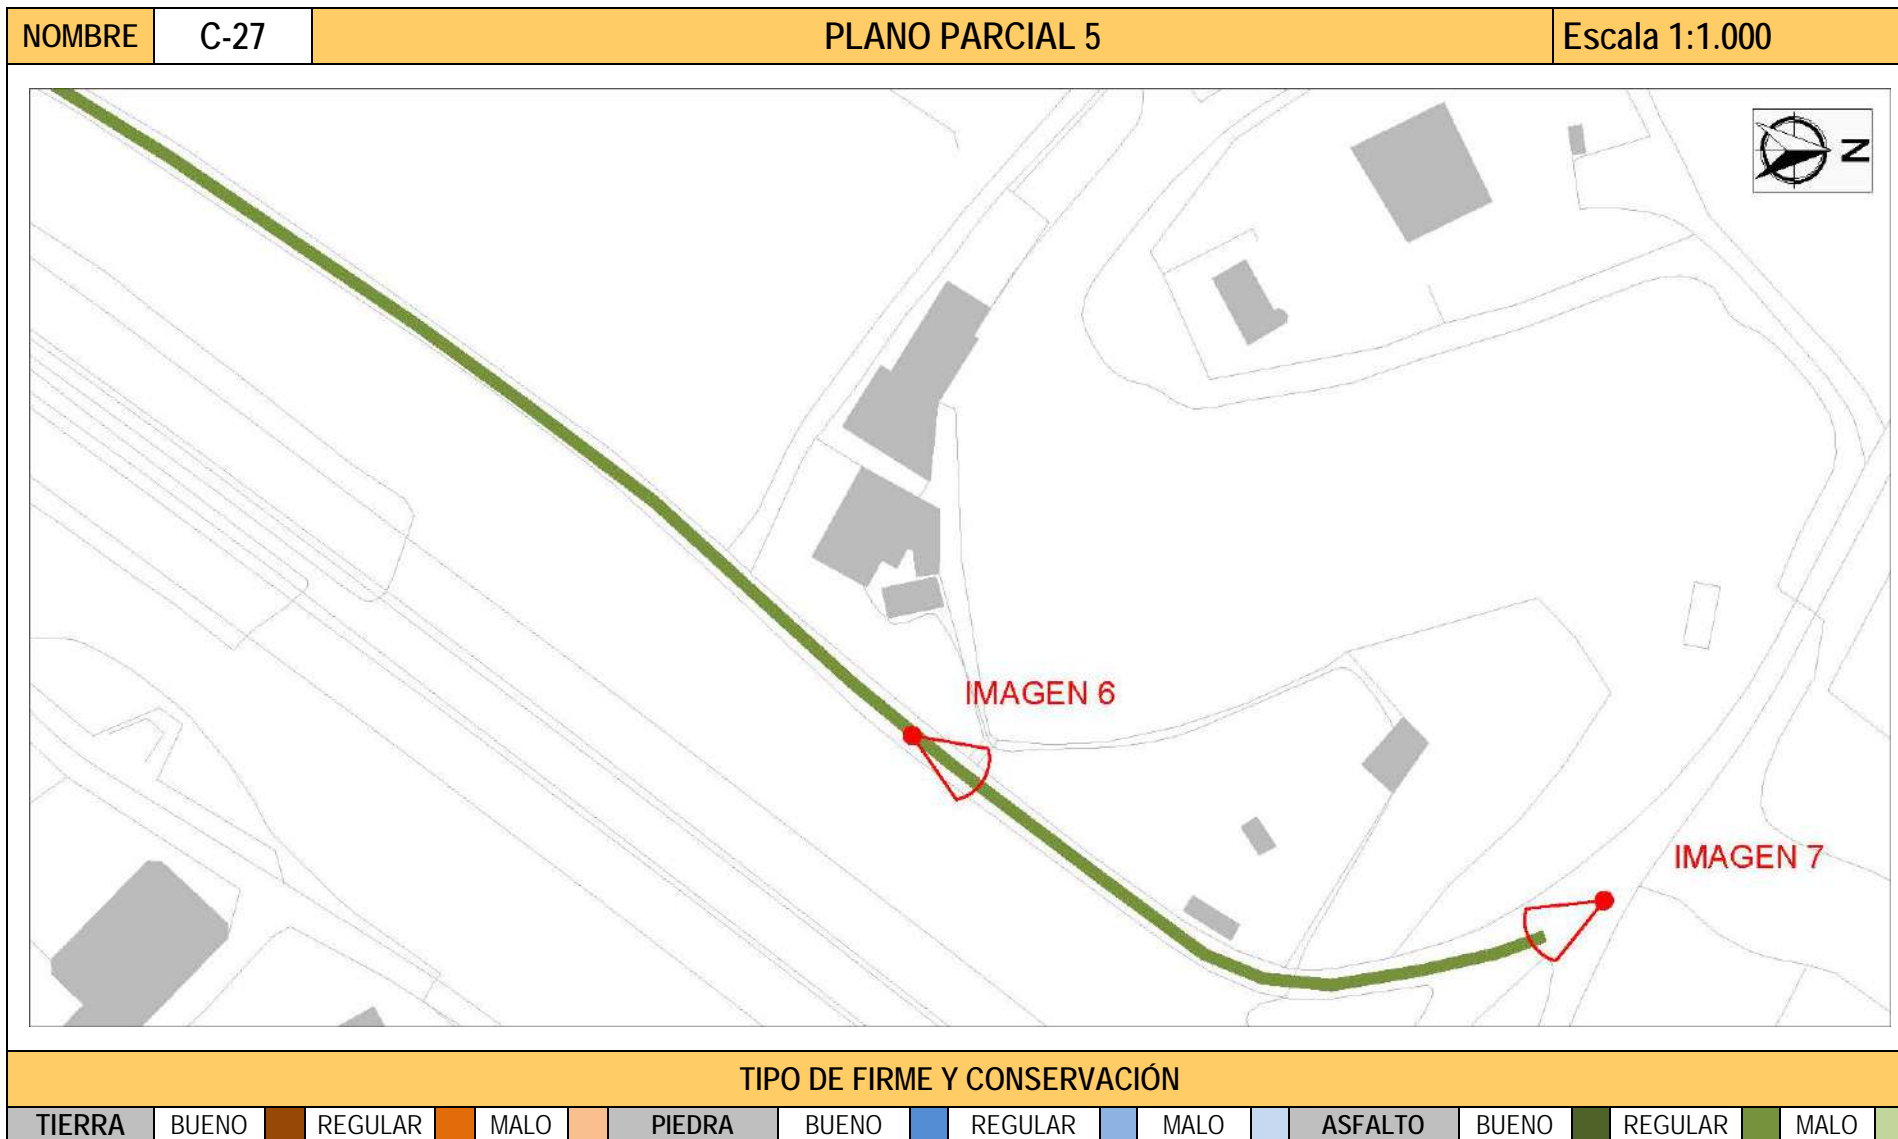 NOMBRE C-27 PLANO PARCIAL 5 Escala 1:1.000
N
IMAGEN 6
IMAGEN 7
TIPO DE FIRME Y CONSERVACIÓN
TIERRA BUENO REGULAR MALO PIEDRA BUENO REGULAR MALO ASFALTO BUENO REGULAR MALO